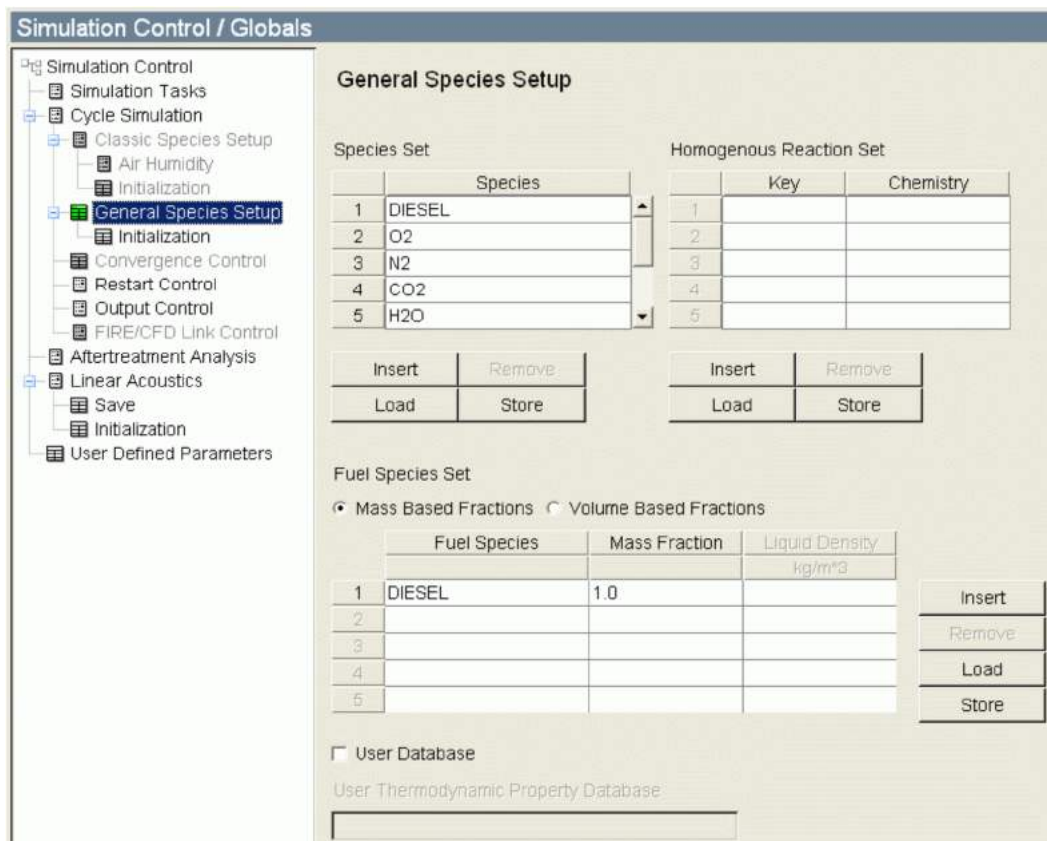 Simulation Control / Globals
Simulation Control
Simulation Tasks
Cycle Simulation
Classic Species Setup
Air Humidity
Initialization
General Species Setup
Initialization
Convergence Control
Restart Control
Output Control
FIRE/CFD Link Control
Aftertreatment Analysis
Linear Acoustics
Save
Initialization
User Defined Parameters
General Species Setup
Species Set
Species
1 DIESEL
2 O2
3 N2
4 CO2
5 H2O
Insert Remove
Load Store
Homogenous Reaction Set
Key Chemistry
1
2
3
4
5
Insert Remove
Load Store
Fuel Species Set
Mass Based Fractions Volume Based Fractions
Fuel Species Mass Fraction Liquid Density
kg/m^3
1 DIESEL 1.0
2
3
4
5
Insert
Remove
Load
Store
User Database
User Thermodynamic Property Database